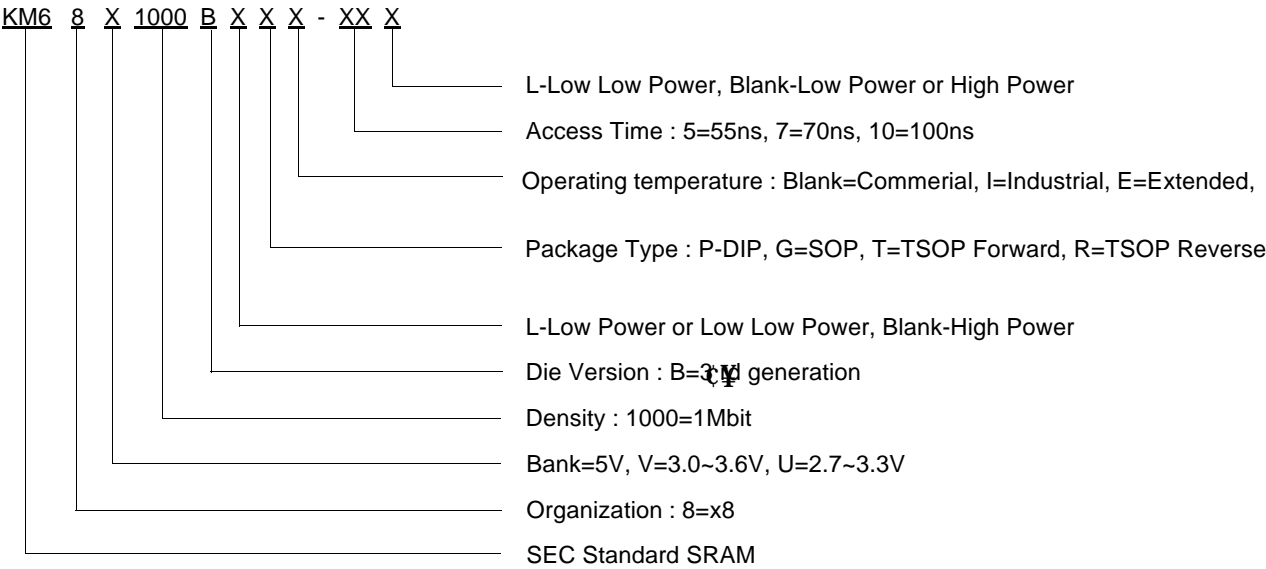 KM6 8 X 1000 B X X X - XX X
L-Low Low Power, Blank-Low Power or High Power
Access Time : 5=55ns, 7=70ns, 10=100ns
Operating temperature : Blank=Commerial, I=Industrial, E=Extended,
Package Type : P-DIP, G=SOP, T=TSOP Forward, R=TSOP Reverse
L-Low Power or Low Low Power, Blank-High Power
Die Version : B=3 generation
Density : 1000=1Mbit
Bank=5V, V=3.0~3.6V, U=2.7~3.3V
Organization : 8=x8
SEC Standard SRAM